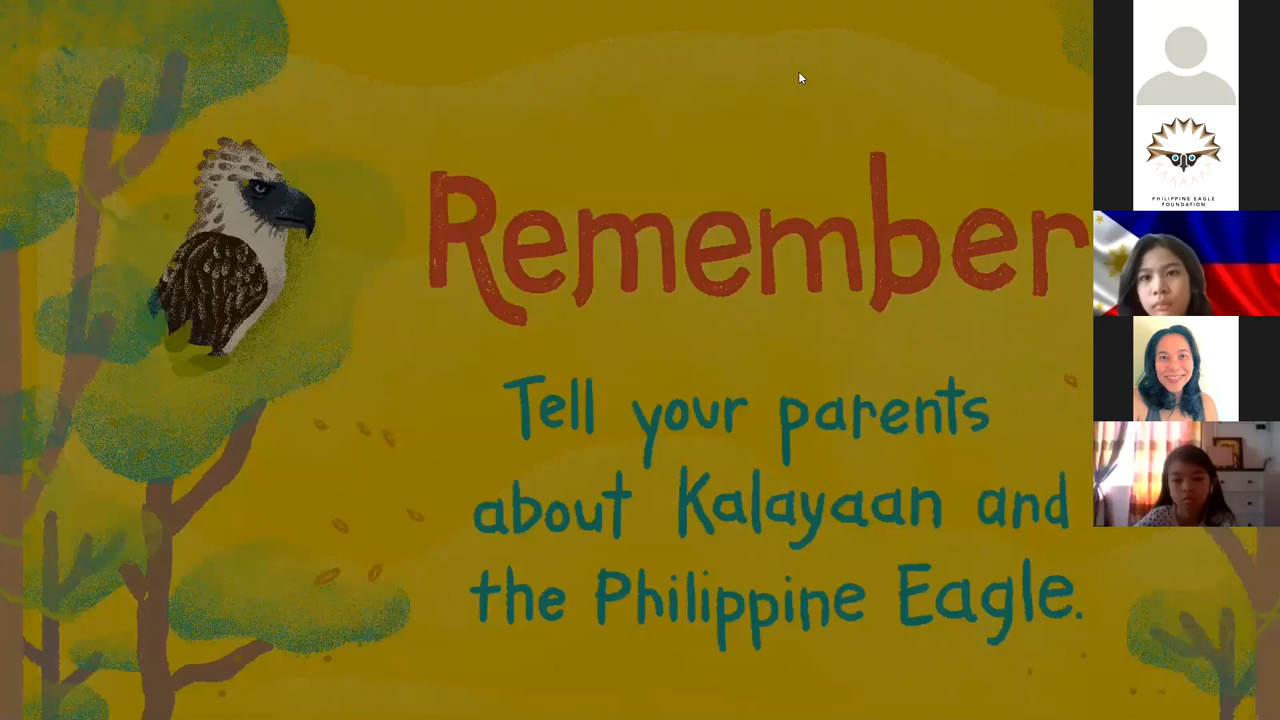 Remember
Tell your parents
about Kalayaan and
the Philippine Eagle.
PHILIPPINE EAGLE
FOUNDATION